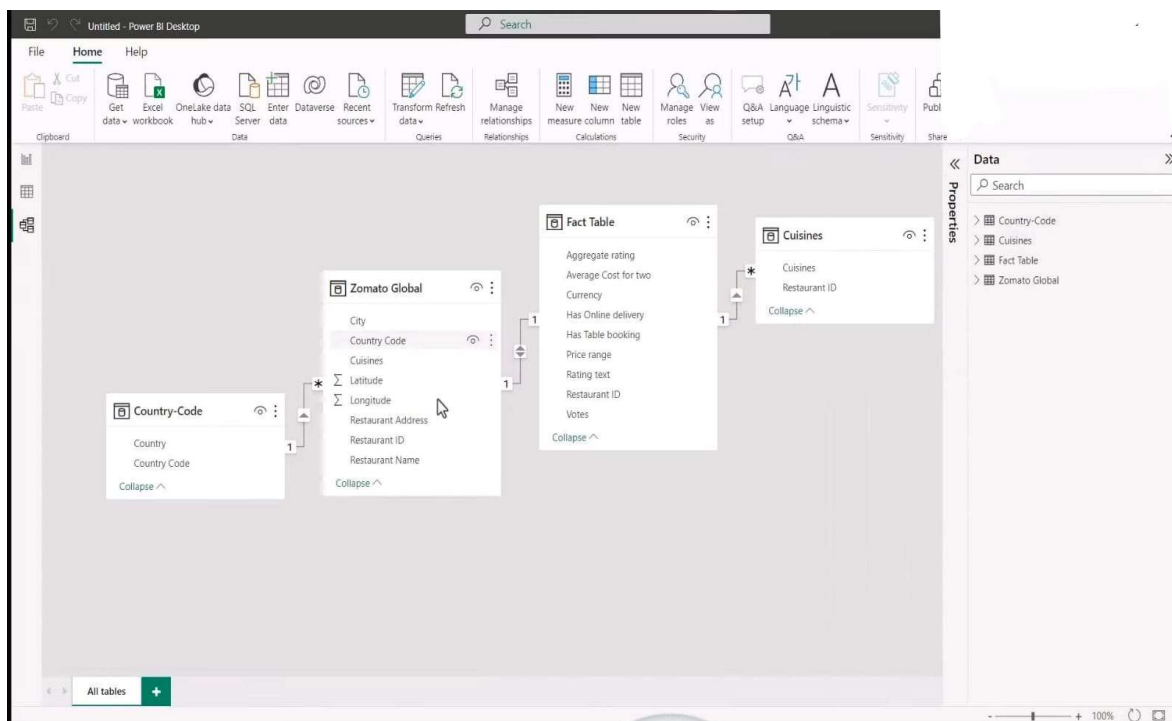 Untitled - Power BI Desktop
Search
File Home Help
Paste
Cut
Copy
Get data
Excel workbook
OneLake data hub
SQL Server
Enter data
Dataverse
Recent sources
Transform data
Refresh
Manage relationships
New measure
New column
New table
Manage roles
View as
Q&A setup
Language
Linguistic schema
Sensitivity
Publ
Clipboard Data Queries Relationships Calculations Security Q&A Sensitivity Share
Country-Code
Country
Country Code
Collapse
1
*
Zomato Global
City
Country Code
Cuisines
Σ Latitude
Σ Longitude
Restaurant Address
Restaurant ID
Restaurant Name
Collapse
1
1
Fact Table
Aggregate rating
Average Cost for two
Currency
Has Online delivery
Has Table booking
Price range
Rating text
Restaurant ID
Votes
Collapse
1
*
Cuisines
Cuisines
Restaurant ID
Collapse
Properties
Data
Search
Country-Code
Cuisines
Fact Table
Zomato Global
All tables
+
- + 100%